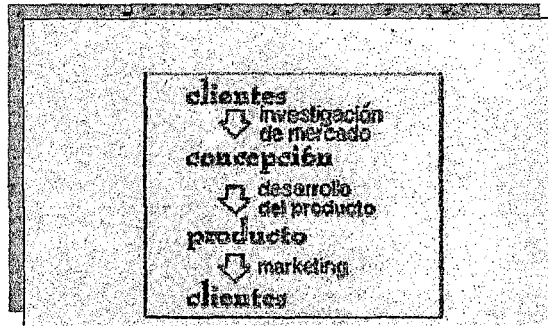 clientes
investigación
de mercado
concepción
desarrollo
del producto
producto
marketing
clientes